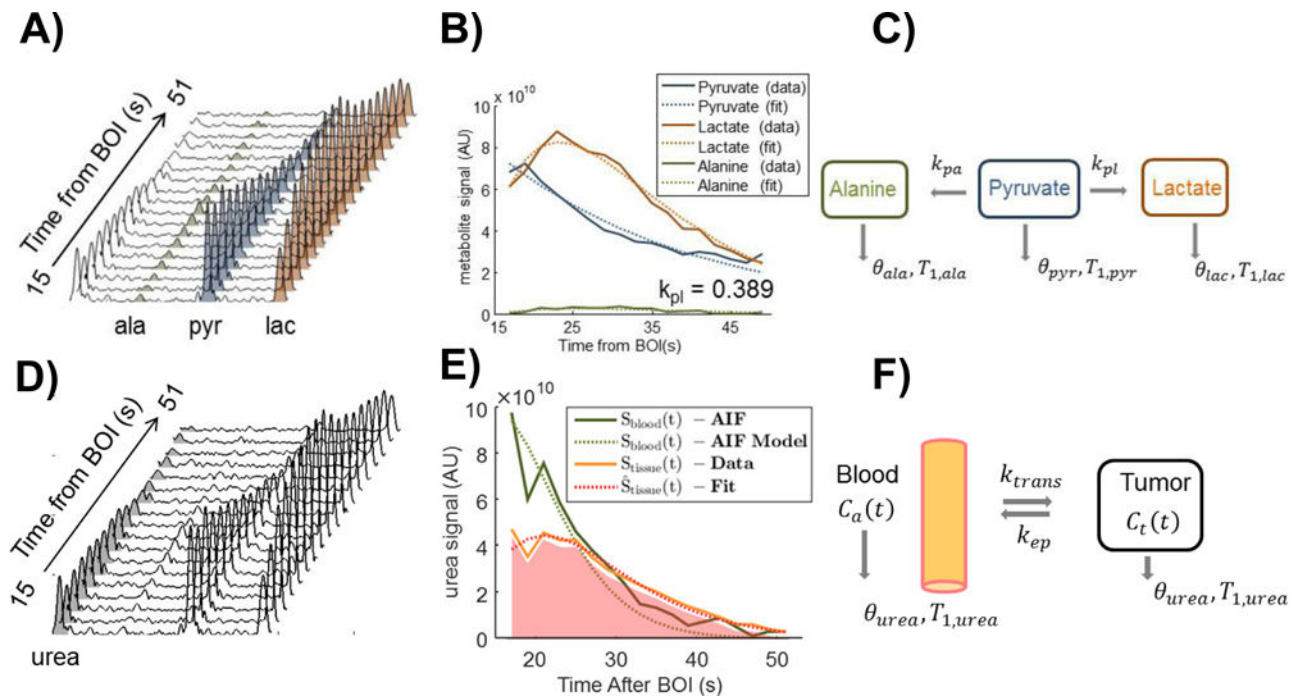 A)
Time from BOI (s)
51
15
ala
pyr
lac
B)
× 10¹⁰
10
8
6
4
2
0
metabolite signal (AU)
Pyruvate (data)
Pyruvate (fit)
Lactate (data)
Lactate (fit)
Alanine (data)
Alanine (fit)
kₚₗ = 0.389
15 25 35 45
Time from BOI(s)
C)
k_pa
k_pl
Alanine
Pyruvate
Lactate
θ_ala, T_1,ala
θ_pyr, T_1,pyr
θ_lac, T_1,lac
D)
Time from BOI (s)
51
15
urea
E)
×10¹⁰
10
8
6
4
2
0
urea signal (AU)
S_blood(t) – AIF
S_blood(t) – AIF Model
S_tissue(t) – Data
Ŝ_tissue(t) – Fit
20 30 40 50
Time After BOI (s)
F)
Blood
C_a(t)
k_trans
k_ep
Tumor
C_t(t)
θ_urea, T_1,urea
θ_urea, T_1,urea